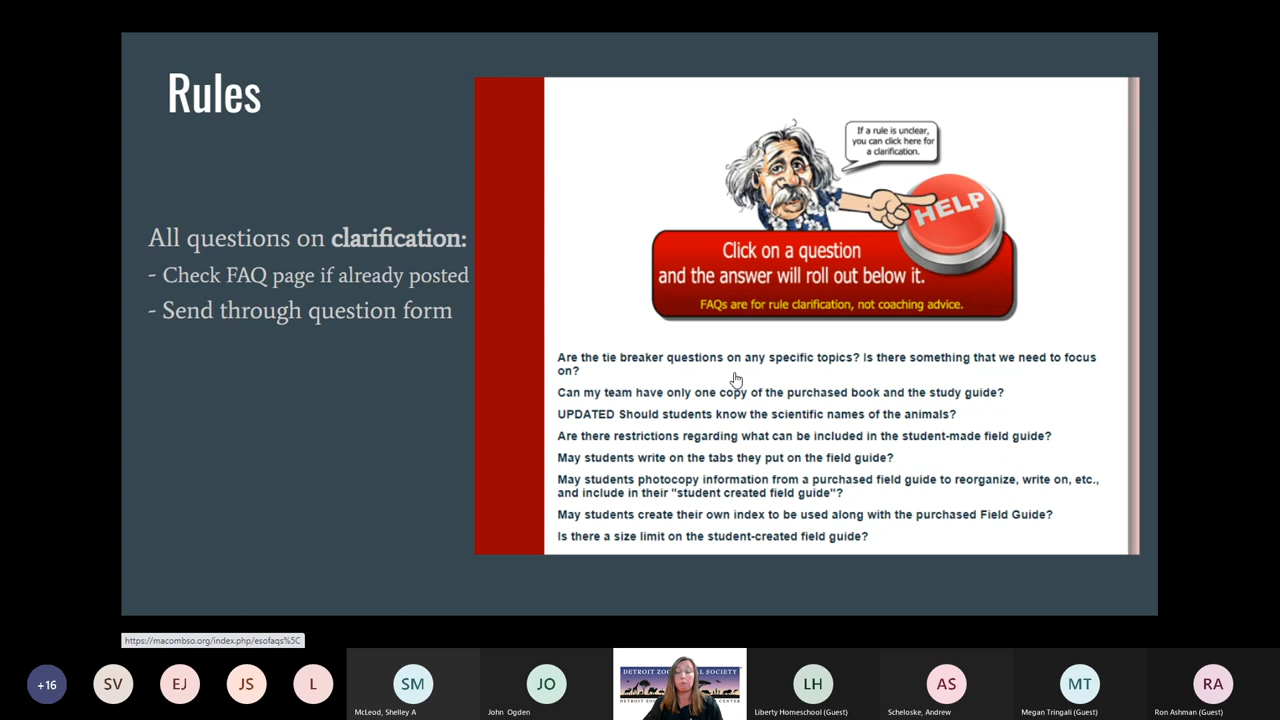 Rules
All questions on clarification:
- Check FAQ page if already posted
- Send through question form
If a rule is unclear,
you can click here for
a clarification.
HELP
Click on a question
and the answer will roll out below it.
FAQs are for rule clarification, not coaching advice.
Are the tie breaker questions on any specific topics? Is there something that we need to focus
on?
Can my team have only one copy of the purchased book and the study guide?
UPDATED Should students know the scientific names of the animals?
Are there restrictions regarding what can be included in the student-made field guide?
May students write on the tabs they put on the field guide?
May students photocopy information from a purchased field guide to reorganize, write on, etc.,
and include in their "student created field guide"?
May students create their own index to be used along with the purchased Field Guide?
Is there a size limit on the student-created field guide?
https://macombso.org/index.php/esofaqs%5C
+16
SV
EJ
JS
L
SM
McLeod, Shelley A
JO
John Ogden
DETROIT ZOO
SOCIETY
LH
Liberty Homeschool (Guest)
AS
Scheloske, Andrew
MT
Megan Tringali (Guest)
RA
Ron Ashman (Guest)